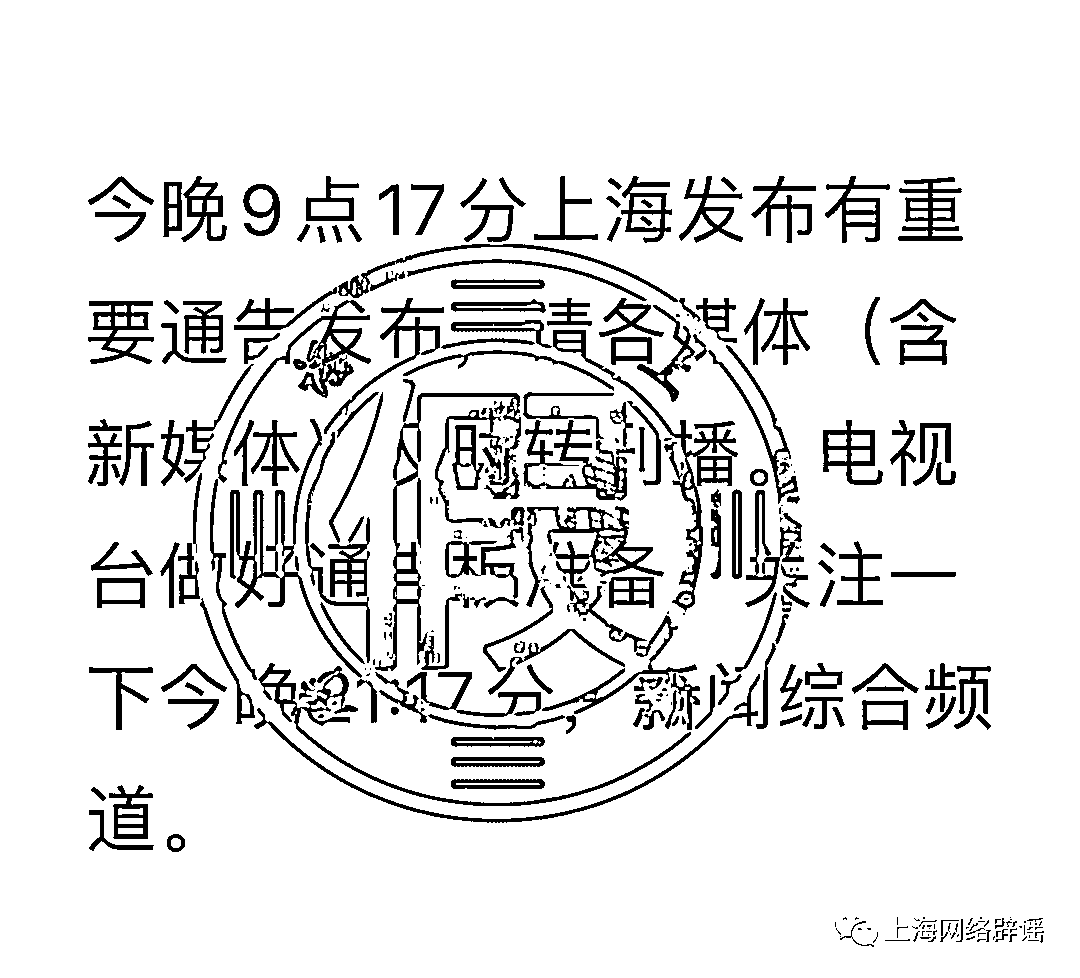 今晚9点17分上海发布有重
要通告发布 请各媒体（含
新媒体）及时转 播。电视
台做好通告 准备 关注一
下今晚21:17分，新闻综合频
道。
假
上海网络辟谣